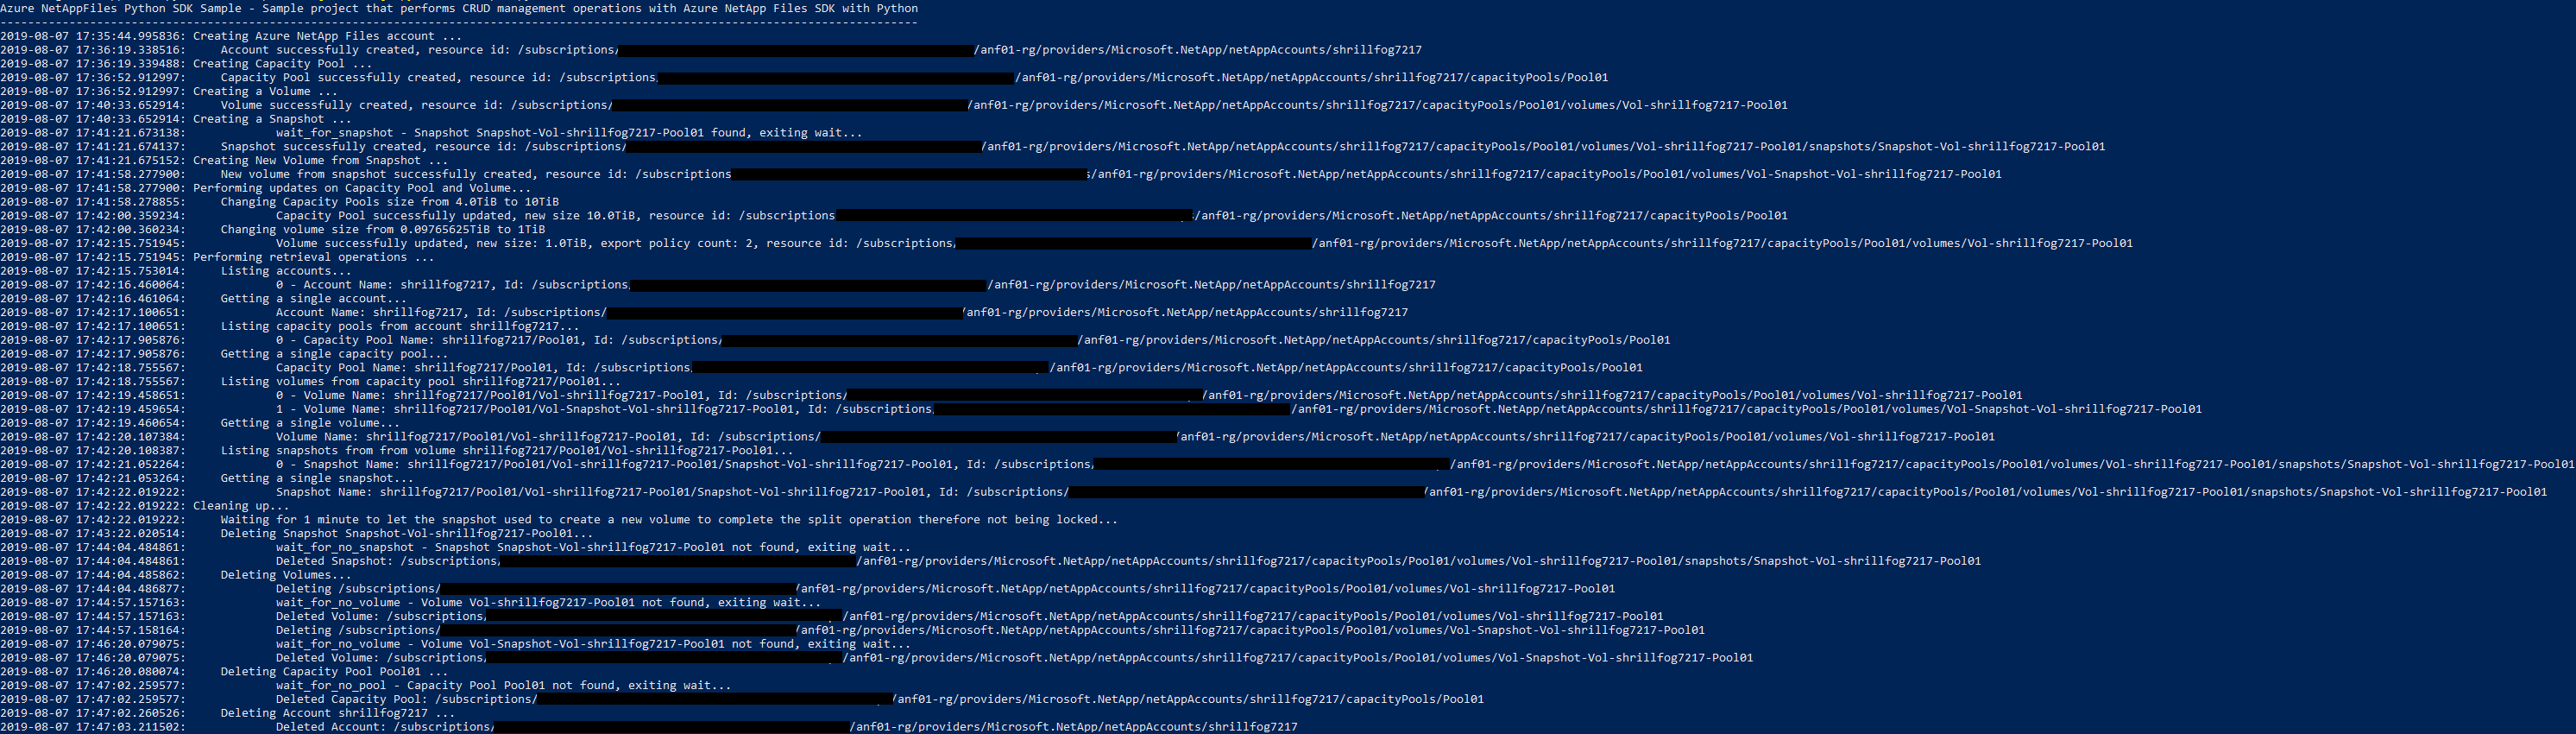 Azure NetAppFiles Python SDK Sample - Sample project that performs CRUD management operations with Azure NetApp Files SDK with Python
-------------------------------------------------------------------------------------------------------------------------------------
2019-08-07 17:35:44.995836: Creating Azure NetApp Files account ...
2019-08-07 17:36:19.338516: Account successfully created, resource id: /subscriptions/ /anf01-rg/providers/Microsoft.NetApp/netAppAccounts/shrillfog7217
2019-08-07 17:36:19.339488: Creating Capacity Pool ...
2019-08-07 17:36:52.912997: Capacity Pool successfully created, resource id: /subscriptions /anf01-rg/providers/Microsoft.NetApp/netAppAccounts/shrillfog7217/capacityPools/Pool01
2019-08-07 17:36:52.912997: Creating a Volume ...
2019-08-07 17:40:33.652914: Volume successfully created, resource id: /subscriptions/ /anf01-rg/providers/Microsoft.NetApp/netAppAccounts/shrillfog7217/capacityPools/Pool01/volumes/Vol-shrillfog7217-Pool01
2019-08-07 17:40:33.652914: Creating a Snapshot ...
2019-08-07 17:41:21.673138: wait_for_snapshot - Snapshot Snapshot-Vol-shrillfog7217-Pool01 found, exiting wait...
2019-08-07 17:41:21.674137: Snapshot successfully created, resource id: /subscriptions/ /anf01-rg/providers/Microsoft.NetApp/netAppAccounts/shrillfog7217/capacityPools/Pool01/volumes/Vol-shrillfog7217-Pool01/snapshots/Snapshot-Vol-shrillfog7217-Pool01
2019-08-07 17:41:21.675152: Creating New Volume from Snapshot ...
2019-08-07 17:41:58.277900: New volume from snapshot successfully created, resource id: /subscriptions s/anf01-rg/providers/Microsoft.NetApp/netAppAccounts/shrillfog7217/capacityPools/Pool01/volumes/Vol-Snapshot-Vol-shrillfog7217-Pool01
2019-08-07 17:41:58.277900: Performing updates on Capacity Pool and Volume...
2019-08-07 17:41:58.278855: Changing Capacity Pools size from 4.0TiB to 10TiB
2019-08-07 17:42:00.359234: Capacity Pool successfully updated, new size 10.0TiB, resource id: /subscriptions /anf01-rg/providers/Microsoft.NetApp/netAppAccounts/shrillfog7217/capacityPools/Pool01
2019-08-07 17:42:00.360234: Changing volume size from 0.09765625TiB to 1TiB
2019-08-07 17:42:15.751945: Volume successfully updated, new size: 1.0TiB, export policy count: 2, resource id: /subscriptions /anf01-rg/providers/Microsoft.NetApp/netAppAccounts/shrillfog7217/capacityPools/Pool01/volumes/Vol-shrillfog7217-Pool01
2019-08-07 17:42:15.751945: Performing retrieval operations ...
2019-08-07 17:42:15.753014: Listing accounts...
2019-08-07 17:42:16.460064: 0 - Account Name: shrillfog7217, Id: /subscriptions /anf01-rg/providers/Microsoft.NetApp/netAppAccounts/shrillfog7217
2019-08-07 17:42:16.461064: Getting a single account...
2019-08-07 17:42:17.100651: Account Name: shrillfog7217, Id: /subscriptions/ /anf01-rg/providers/Microsoft.NetApp/netAppAccounts/shrillfog7217
2019-08-07 17:42:17.100651: Listing capacity pools from account shrillfog7217...
2019-08-07 17:42:17.905876: 0 - Capacity Pool Name: shrillfog7217/Pool01, Id: /subscriptions/ /anf01-rg/providers/Microsoft.NetApp/netAppAccounts/shrillfog7217/capacityPools/Pool01
2019-08-07 17:42:17.905876: Getting a single capacity pool...
2019-08-07 17:42:18.755567: Capacity Pool Name: shrillfog7217/Pool01, Id: /subscriptions /anf01-rg/providers/Microsoft.NetApp/netAppAccounts/shrillfog7217/capacityPools/Pool01
2019-08-07 17:42:18.755567: Listing volumes from capacity pool shrillfog7217/Pool01...
2019-08-07 17:42:19.458651: 0 - Volume Name: shrillfog7217/Pool01/Vol-shrillfog7217-Pool01, Id: /subscriptions/ /anf01-rg/providers/Microsoft.NetApp/netAppAccounts/shrillfog7217/capacityPools/Pool01/volumes/Vol-shrillfog7217-Pool01
2019-08-07 17:42:19.459654: 1 - Volume Name: shrillfog7217/Pool01/Vol-Snapshot-Vol-shrillfog7217-Pool01, Id: /subscriptions /anf01-rg/providers/Microsoft.NetApp/netAppAccounts/shrillfog7217/capacityPools/Pool01/volumes/Vol-Snapshot-Vol-shrillfog7217-Pool01
2019-08-07 17:42:19.460654: Getting a single volume...
2019-08-07 17:42:20.107384: Volume Name: shrillfog7217/Pool01/Vol-shrillfog7217-Pool01, Id: /subscriptions/ /anf01-rg/providers/Microsoft.NetApp/netAppAccounts/shrillfog7217/capacityPools/Pool01/volumes/Vol-shrillfog7217-Pool01
2019-08-07 17:42:20.108387: Listing snapshots from from volume shrillfog7217/Pool01/Vol-shrillfog7217-Pool01...
2019-08-07 17:42:21.052264: 0 - Snapshot Name: shrillfog7217/Pool01/Vol-shrillfog7217-Pool01/Snapshot-Vol-shrillfog7217-Pool01, Id: /subscriptions /anf01-rg/providers/Microsoft.NetApp/netAppAccounts/shrillfog7217/capacityPools/Pool01/volumes/Vol-shrillfog7217-Pool01/snapshots/Snapshot-Vol-shrillfog7217-Pool01
2019-08-07 17:42:21.053264: Getting a single snapshot...
2019-08-07 17:42:22.019222: Snapshot Name: shrillfog7217/Pool01/Vol-shrillfog7217-Pool01/Snapshot-Vol-shrillfog7217-Pool01, Id: /subscriptions/ /anf01-rg/providers/Microsoft.NetApp/netAppAccounts/shrillfog7217/capacityPools/Pool01/volumes/Vol-shrillfog7217-Pool01/snapshots/Snapshot-Vol-shrillfog7217-Pool01
2019-08-07 17:42:22.019222: Cleaning up...
2019-08-07 17:42:22.019222: Waiting for 1 minute to let the snapshot used to create a new volume to complete the split operation therefore not being locked...
2019-08-07 17:43:22.020514: Deleting Snapshot Snapshot-Vol-shrillfog7217-Pool01...
2019-08-07 17:44:04.484861: wait_for_no_snapshot - Snapshot Snapshot-Vol-shrillfog7217-Pool01 not found, exiting wait...
2019-08-07 17:44:04.484861: Deleted Snapshot: /subscriptions /anf01-rg/providers/Microsoft.NetApp/netAppAccounts/shrillfog7217/capacityPools/Pool01/volumes/Vol-shrillfog7217-Pool01/snapshots/Snapshot-Vol-shrillfog7217-Pool01
2019-08-07 17:44:04.485862: Deleting Volumes...
2019-08-07 17:44:04.486877: Deleting /subscriptions/ /anf01-rg/providers/Microsoft.NetApp/netAppAccounts/shrillfog7217/capacityPools/Pool01/volumes/Vol-shrillfog7217-Pool01
2019-08-07 17:44:57.157163: wait_for_no_volume - Volume Vol-shrillfog7217-Pool01 not found, exiting wait...
2019-08-07 17:44:57.157163: Deleted Volume: /subscriptions/ /anf01-rg/providers/Microsoft.NetApp/netAppAccounts/shrillfog7217/capacityPools/Pool01/volumes/Vol-shrillfog7217-Pool01
2019-08-07 17:44:57.158164: Deleting /subscriptions/ /anf01-rg/providers/Microsoft.NetApp/netAppAccounts/shrillfog7217/capacityPools/Pool01/volumes/Vol-Snapshot-Vol-shrillfog7217-Pool01
2019-08-07 17:46:20.079075: wait_for_no_volume - Volume Vol-Snapshot-Vol-shrillfog7217-Pool01 not found, exiting wait...
2019-08-07 17:46:20.079075: Deleted Volume: /subscriptions /anf01-rg/providers/Microsoft.NetApp/netAppAccounts/shrillfog7217/capacityPools/Pool01/volumes/Vol-Snapshot-Vol-shrillfog7217-Pool01
2019-08-07 17:46:20.080074: Deleting Capacity Pool Pool01 ...
2019-08-07 17:47:02.259577: wait_for_no_pool - Capacity Pool Pool01 not found, exiting wait...
2019-08-07 17:47:02.259577: Deleted Capacity Pool: /subscriptions/ /anf01-rg/providers/Microsoft.NetApp/netAppAccounts/shrillfog7217/capacityPools/Pool01
2019-08-07 17:47:02.260526: Deleting Account shrillfog7217 ...
2019-08-07 17:47:03.211502: Deleted Account: /subscriptions/ /anf01-rg/providers/Microsoft.NetApp/netAppAccounts/shrillfog7217